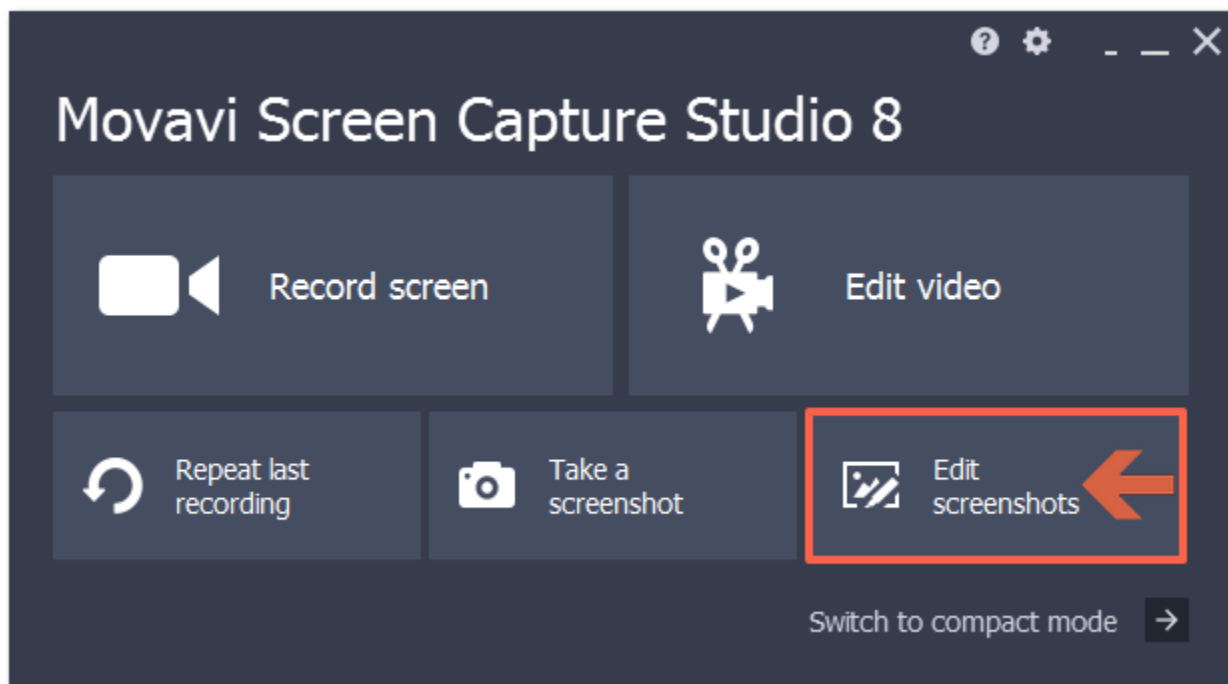 Movavi Screen Capture Studio 8
Record screen
Edit video
Repeat last
recording
Take a
screenshot
Edit
screenshots
Switch to compact mode